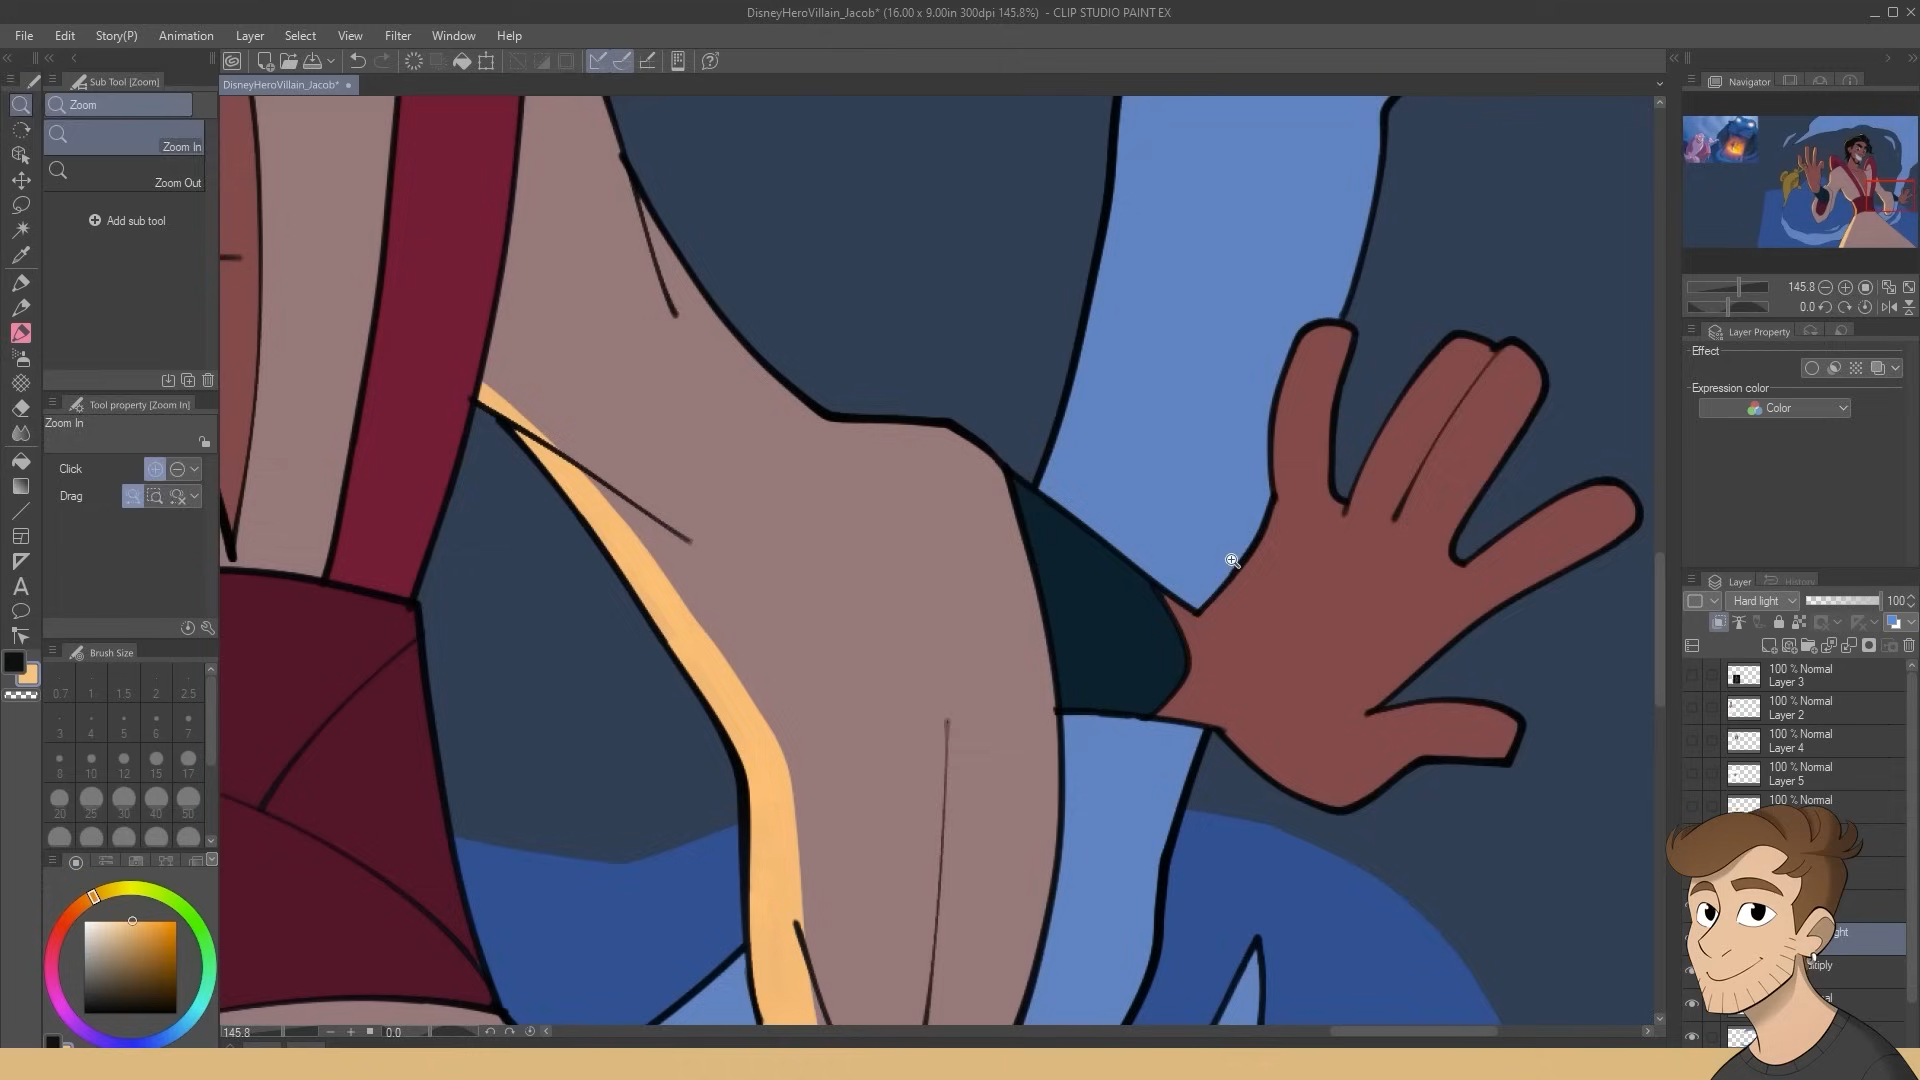 DisneyHeroVillain_Jacob* (16.00 x 9.00in 300dpi 145.8%) - CLIP STUDIO PAINT EX
File Edit Story(P) Animation Layer Select View Filter Window Help
DisneyHeroVillain_Jacob*
Sub Tool [Zoom]
Zoom
Zoom In
Zoom Out
Add sub tool
Tool property [Zoom In]
Zoom In
Click
Drag
Brush Size
0.7 1 1.5 2 2.5
3 4 5 6 7
8 10 12 15 17
20 25 30 40 50
145.8 0.0
Navigator
145.8
0.0
Layer Property
Effect
Expression color
Color
Layer History
Hard light 100
100 % Normal
Layer 3
100 % Normal
Layer 2
100 % Normal
Layer 4
100 % Normal
Layer 5
100 % Normal